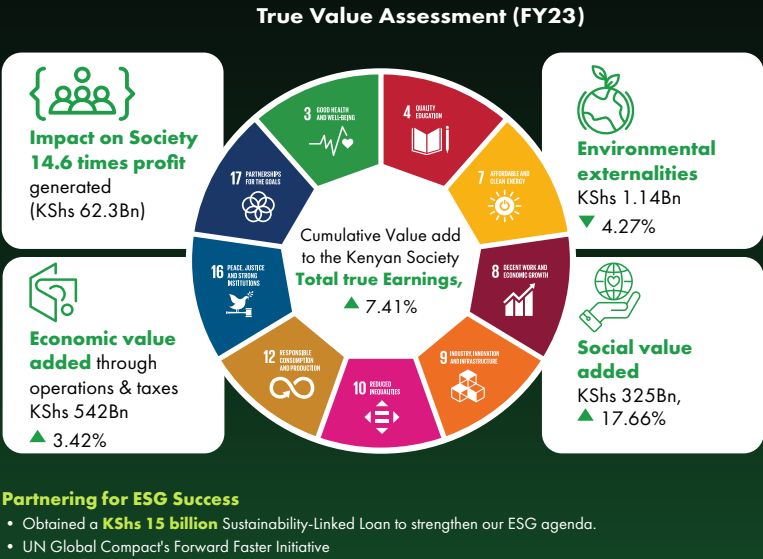 True Value Assessment (FY23)
Impact on Society
14.6 times profit
generated
(KShs 62.3Bn)
Economic value
added through
operations & taxes
KShs 542Bn
▲ 3.42%
3 GOOD HEALTH
AND WELL-BEING
4 QUALITY
EDUCATION
7 AFFORDABLE AND
CLEAN ENERGY
8 DECENT WORK AND
ECONOMIC GROWTH
9 INDUSTRY, INNOVATION
AND INFRASTRUCTURE
10 REDUCED
INEQUALITIES
12 RESPONSIBLE
CONSUMPTION
AND PRODUCTION
16 PEACE, JUSTICE
AND STRONG
INSTITUTIONS
17 PARTNERSHIPS
FOR THE GOALS
Cumulative Value add
to the Kenyan Society
Total true Earnings,
▲ 7.41%
Environmental
externalities
KShs 1.14Bn
▼ 4.27%
Social value
added
KShs 325Bn,
▲ 17.66%
Partnering for ESG Success
• Obtained a KShs 15 billion Sustainability-Linked Loan to strengthen our ESG agenda.
• UN Global Compact's Forward Faster Initiative